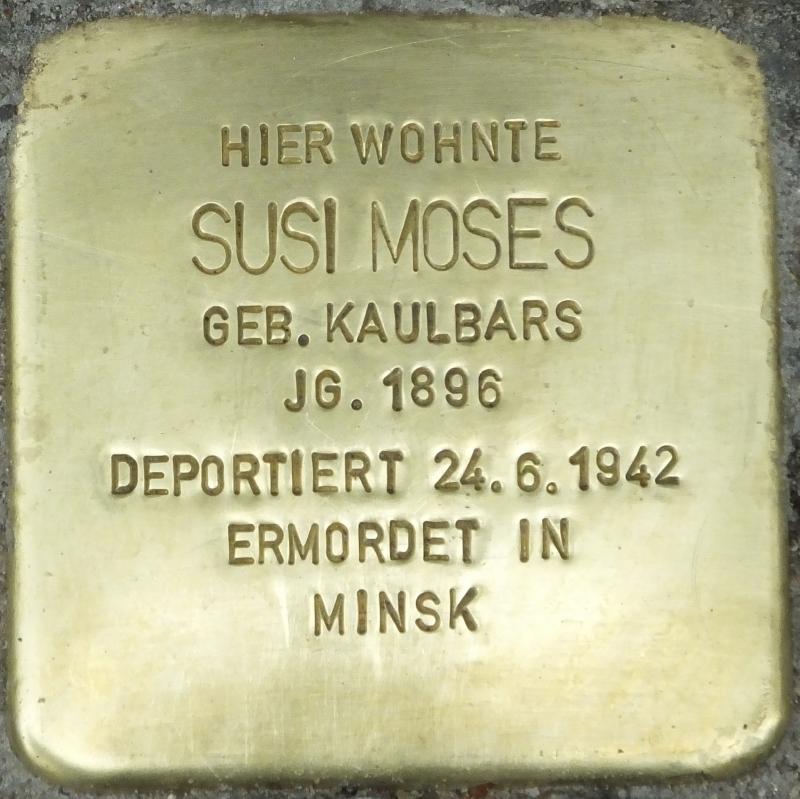 HIER WOHNTE
SUSI MOSES
GEB. KAULBARS
JG. 1896
DEPORTIERT 24.6.1942
ERMORDET IN
MINSK